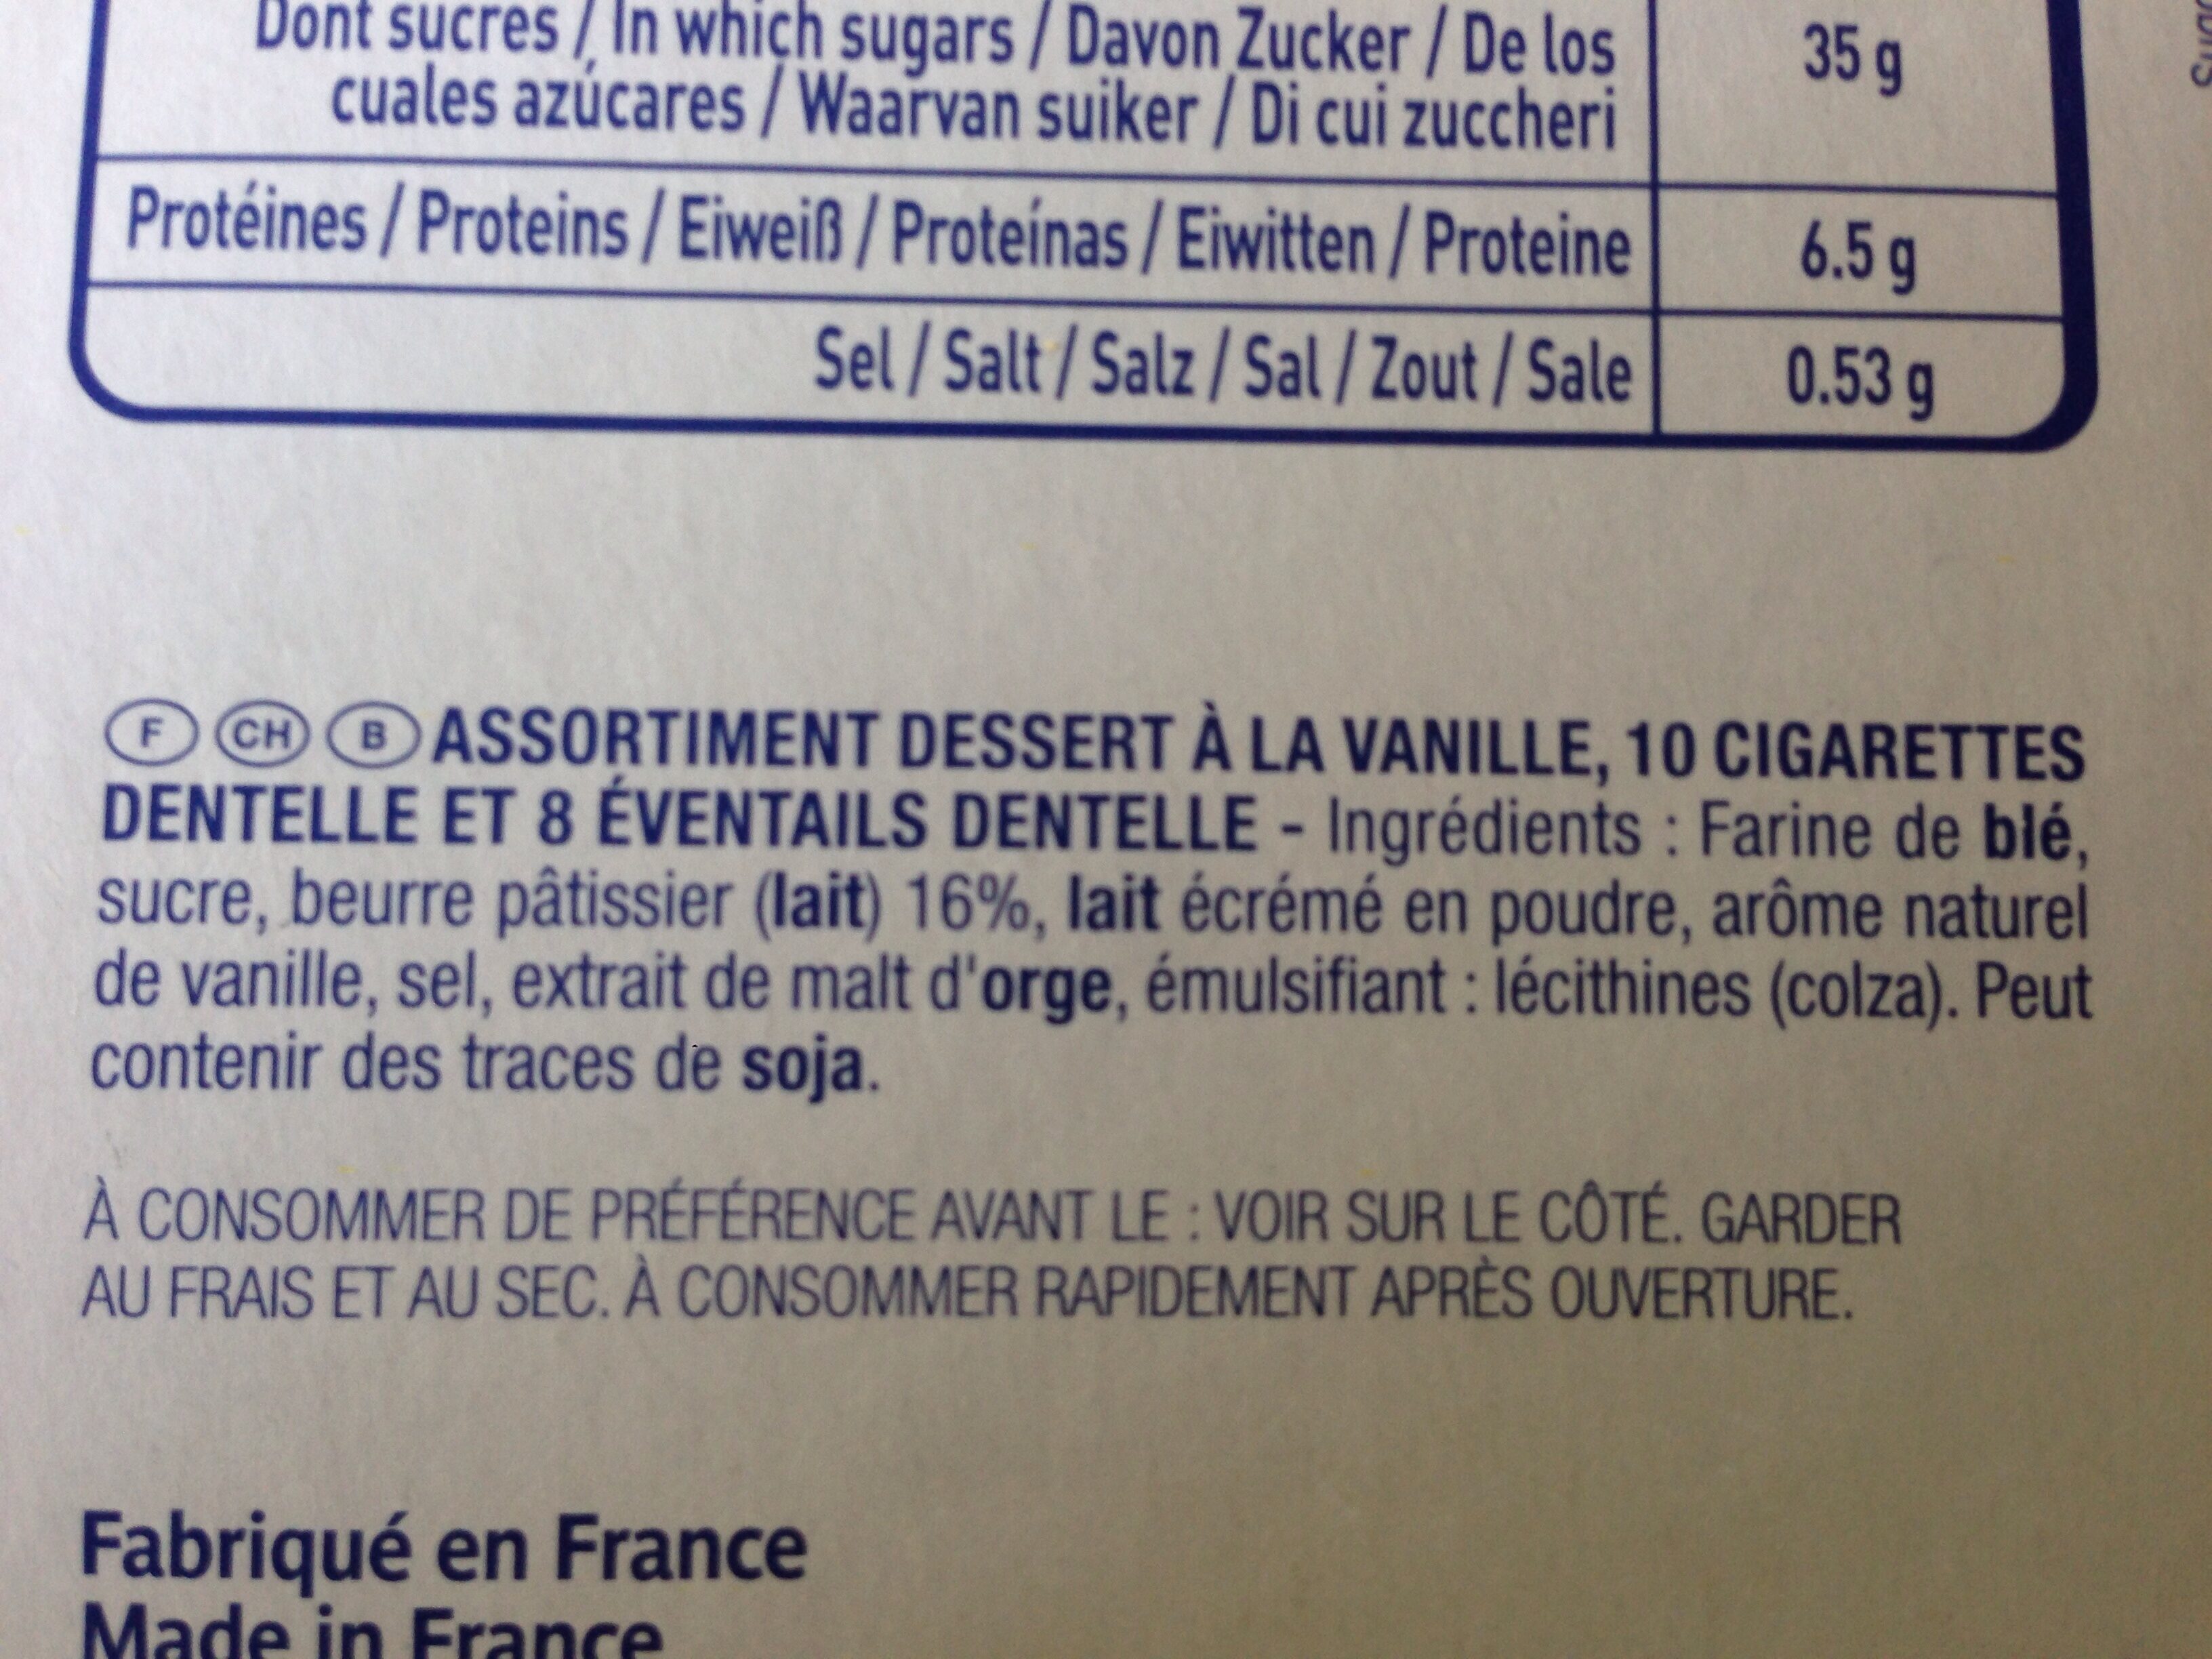 Dont sucres / In which sugars / Davon Zucker / De los
cuales azúcares / Waarvan suiker / Di cui zuccheri
35 g
Protéines / Proteins / Eiweiß / Proteínas / Eiwitten / Proteine
6.5 g
Sel / Salt / Salz / Sal / Zout / Sale
0.53 g
F CH B ASSORTIMENT DESSERT À LA VANILLE, 10 CIGARETTES
DENTELLE ET 8 ÉVENTAILS DENTELLE - Ingrédients : Farine de blé,
sucre, beurre pâtissier (lait) 16%, lait écrémé en poudre, arôme naturel
de vanille, sel, extrait de malt d'orge, émulsifiant : lécithines (colza). Peut
contenir des traces de soja.
À CONSOMMER DE PRÉFÉRENCE AVANT LE : VOIR SUR LE CÔTÉ. GARDER
AU FRAIS ET AU SEC. À CONSOMMER RAPIDEMENT APRÈS OUVERTURE.
Fabriqué en France
Made in France